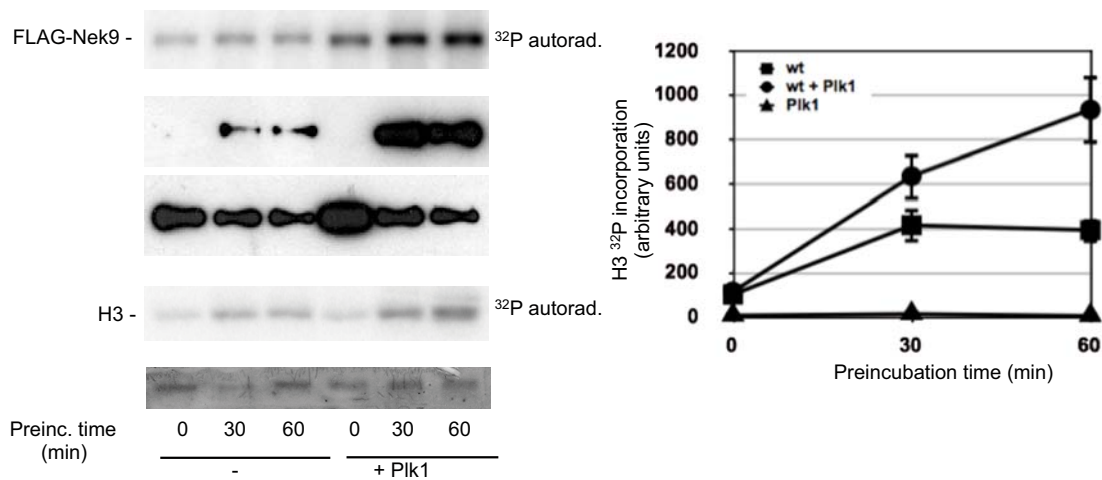 FLAG-Nek9 -
32P autorad.
H3 -
32P autorad.
Preinc. time
(min)
0 30 60 0 30 60
-
+ Plk1
1200
1000
800
600
400
200
0
wt
wt + Plk1
Plk1
H3 32P incorporation
(arbitrary units)
0 30 60
Preincubation time (min)